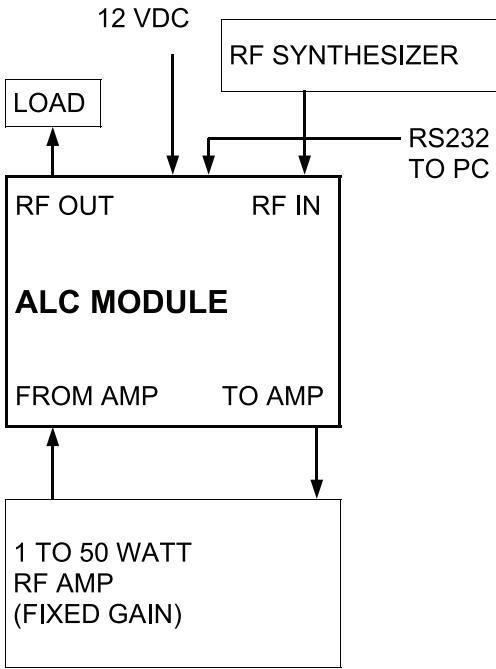 12 VDC
RF SYNTHESIZER
LOAD
RS232
TO PC
RF OUT
RF IN
ALC MODULE
FROM AMP
TO AMP
1 TO 50 WATT
RF AMP
(FIXED GAIN)